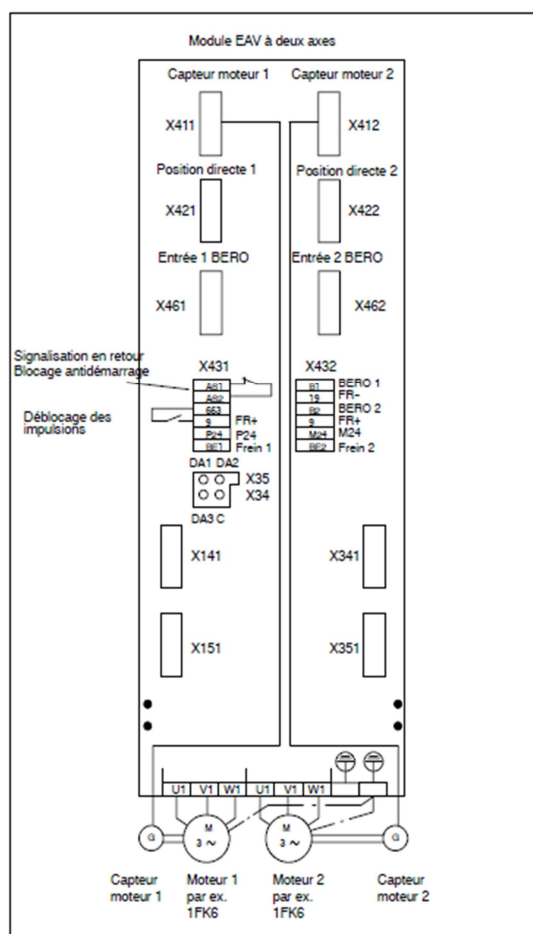 Module EAV à deux axes
Capteur moteur 1
Capteur moteur 2
X411
X412
Position directe 1
Position directe 2
X421
X422
Entrée 1 BERO
Entrée 2 BERO
X461
X462
Signalisation en retour
Blocage antidémarrage
X431
X432
AS1
AS2
663
9 FR+
P24 P24
BE1 Frein 1
Déblocage des
impulsions
B1 BERO 1
19 FR–
B2 BERO 2
9 FR+
M24 M24
BE2 Frein 2
DA1 DA2
X35
X34
DA3 C
X141
X341
X151
X351
U1 V1 W1 U1 V1 W1
G
M
3 ~
M
3 ~
G
Capteur
moteur 1
Moteur 1
par ex.
1FK6
Moteur 2
par ex.
1FK6
Capteur
moteur 2